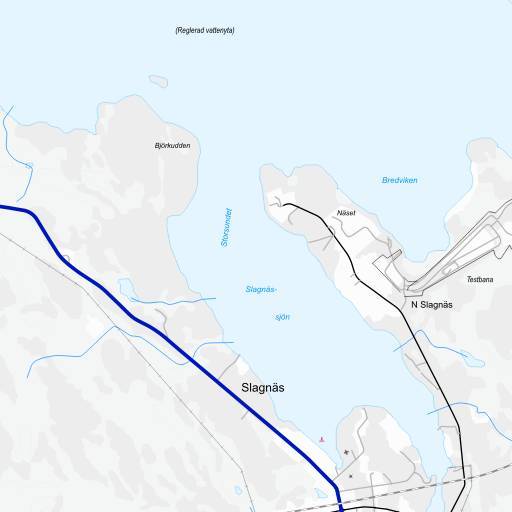 (Reglerad vattenyta)
Björkudden
Bredviken
Näset
Storsundet
Testbana
Slagnäs-
sjön
N Slagnäs
Slagnäs